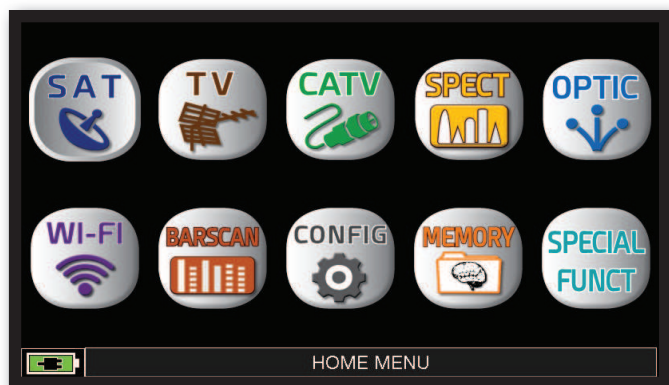 SAT
TV
CATV
SPECT
OPTIC
WI-FI
BARSCAN
CONFIG
MEMORY
SPECIAL
FUNCT
HOME MENU